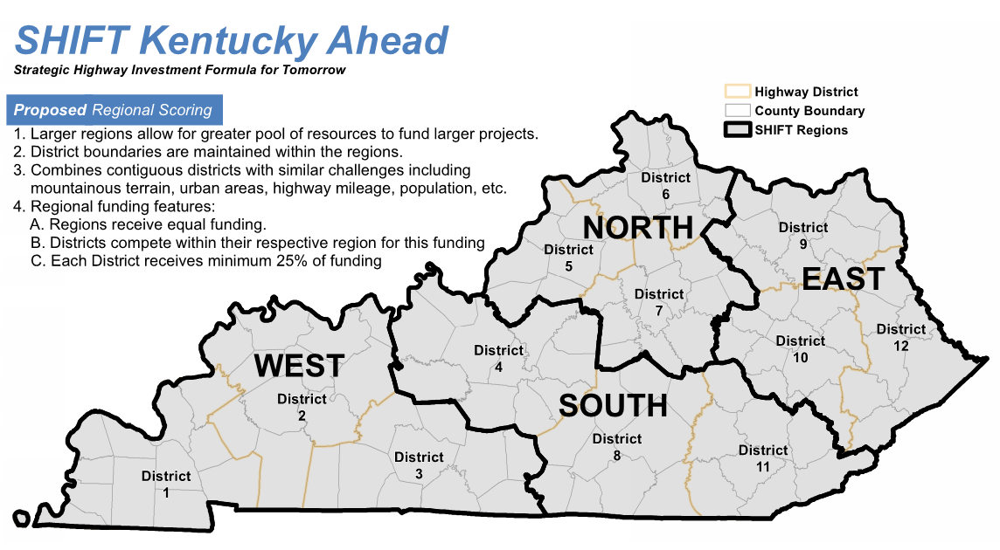 SHIFT Kentucky Ahead
Strategic Highway Investment Formula for Tomorrow
Proposed Regional Scoring
1. Larger regions allow for greater pool of resources to fund larger projects.
2. District boundaries are maintained within the regions.
3. Combines contiguous districts with similar challenges including
mountainous terrain, urban areas, highway mileage, population, etc.
4. Regional funding features:
A. Regions receive equal funding.
B. Districts compete within their respective region for this funding
C. Each District receives minimum 25% of funding
Highway District
County Boundary
SHIFT Regions
District
6
NORTH
District
5
District
7
District
9
EAST
District
10
District
12
WEST
District
2
District
4
SOUTH
District
8
District
3
District
11
District
1